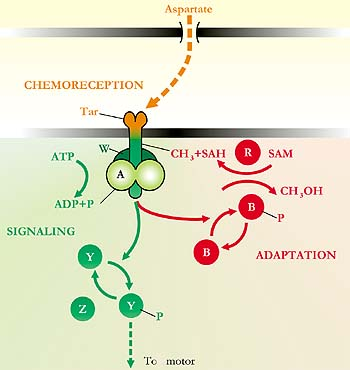 Aspartate
CHEMORECEPTION
Tar
W
ATP
A
CH3+SAH
R
SAM
ADP+P
CH3OH
B
P
SIGNALING
B
ADAPTATION
Y
Z
Y
P
To motor